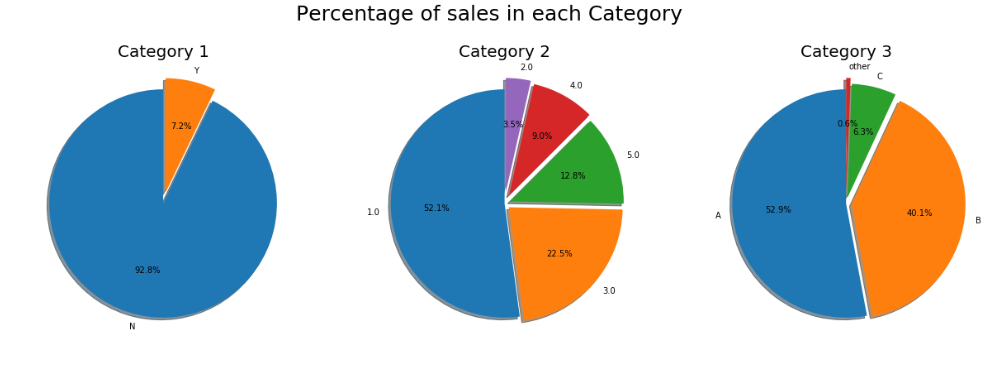 Percentage of sales in each Category
Category 1
Y
7.2%
92.8%
N
Category 2
2.0
4.0
3.5%
9.0%
5.0
12.8%
52.1%
1.0
22.5%
3.0
Category 3
other
C
0.6%
6.3%
A
52.9%
40.1%
B